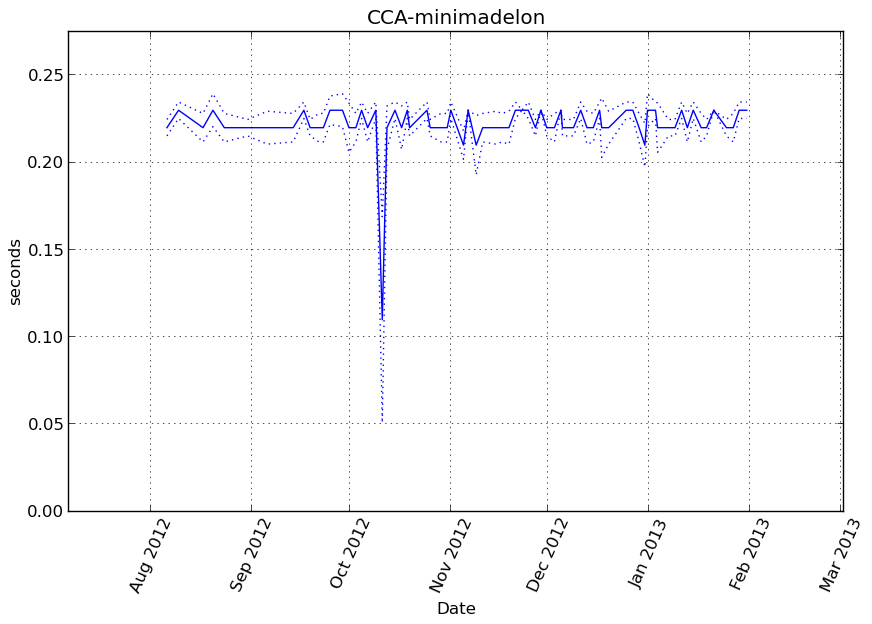 CCA-minimadelon
0.25
0.20
0.15
0.10
0.05
0.00
seconds
Aug 2012
Sep 2012
Oct 2012
Nov 2012
Dec 2012
Jan 2013
Feb 2013
Mar 2013
Date